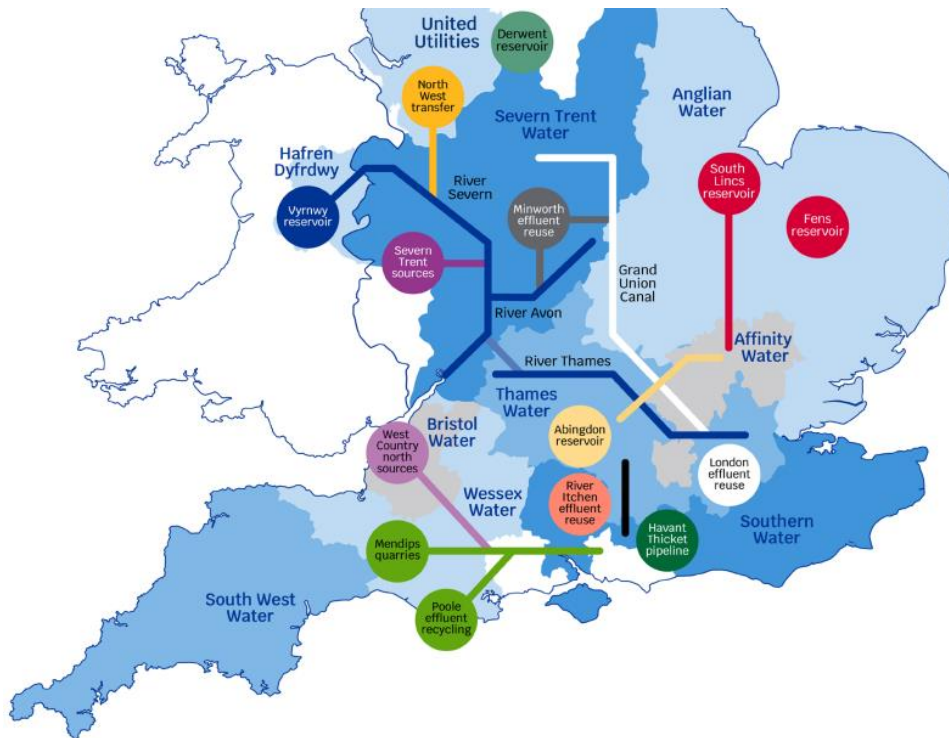 United
Utilities
Derwent
reservoir
North
West
transfer
Severn Trent
Water
Anglian
Water
Hafren
Dyfrdwy
River
Severn
South
Lincs
reservoir
Vyrnwy
reservoir
Minworth
effluent
reuse
Fens
reservoir
Severn
Trent
sources
Grand
Union
Canal
River Avon
River Thames
Affinity
Water
Thames
Water
Bristol
Water
West
Country
north
sources
Abingdon
reservoir
London
effluent
reuse
Wessex
Water
River
Itchen
effluent
reuse
Southern
Water
Havant
Thicket
pipeline
Mendips
quarries
South West
Water
Poole
effluent
recycling